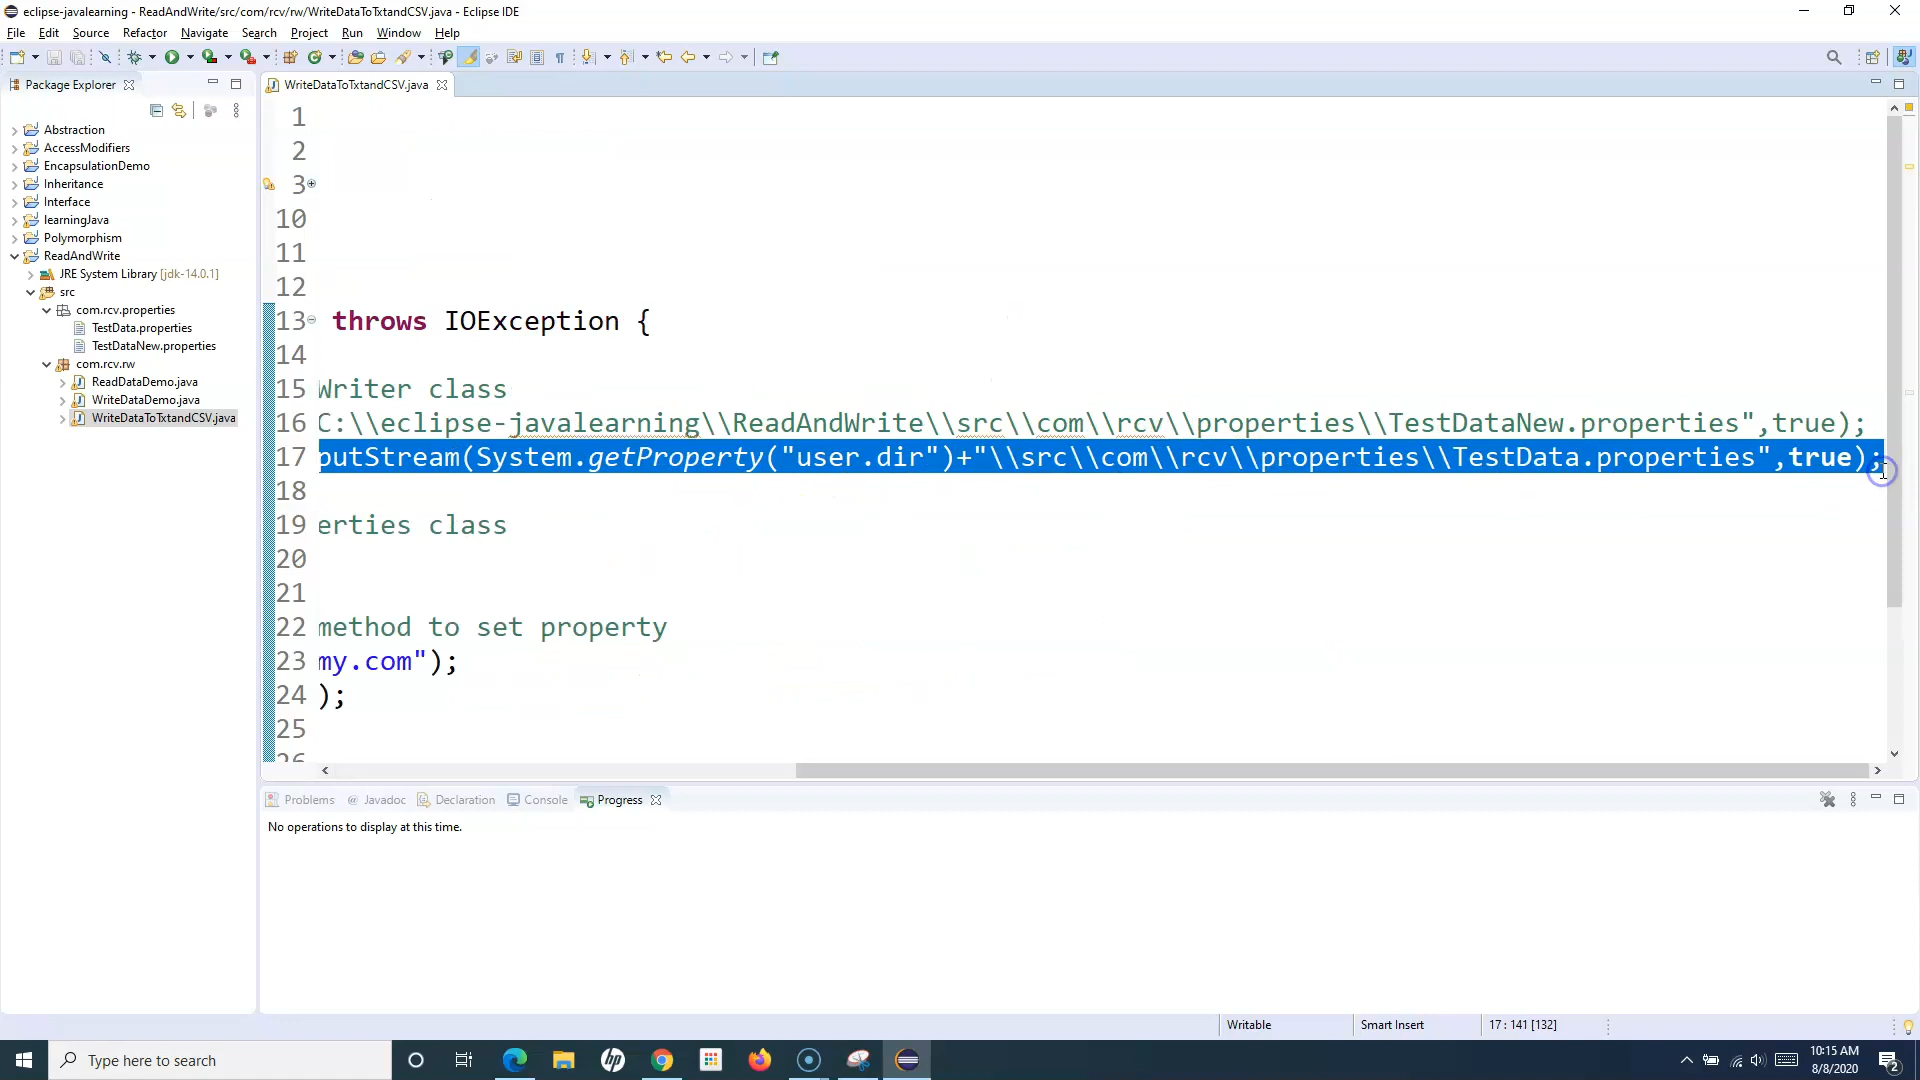 eclipse-javalearning - ReadAndWrite/src/com/rcv/rw/WriteDataToTxtandCSV.java - Eclipse IDE
File Edit Source Refactor Navigate Search Project Run Window Help
Package Explorer
WriteDataToTxtandCSV.java
Abstraction
AccessModifiers
EncapsulationDemo
Inheritance
Interface
learningJava
Polymorphism
ReadAndWrite
JRE System Library [jdk-14.0.1]
src
com.rcv.properties
TestData.properties
TestDataNew.properties
com.rcv.rw
ReadDataDemo.java
WriteDataDemo.java
WriteDataToTxtandCSV.java
1
2
3
10
11
12
13 throws IOException {
14
15 Writer class
16 C:\\eclipse-javalearning\\ReadAndWrite\\src\\com\\rcv\\properties\\TestDataNew.properties",true);
17 putStream(System.getProperty("user.dir")+"\\src\\com\\rcv\\properties\\TestData.properties",true);
18
19 erties class
20
21
22 method to set property
23 my.com");
24 );
25
26
Problems @ Javadoc Declaration Console Progress
No operations to display at this time.
Writable Smart Insert 17 : 141 [132]
Type here to search
10:15 AM
8/8/2020
2